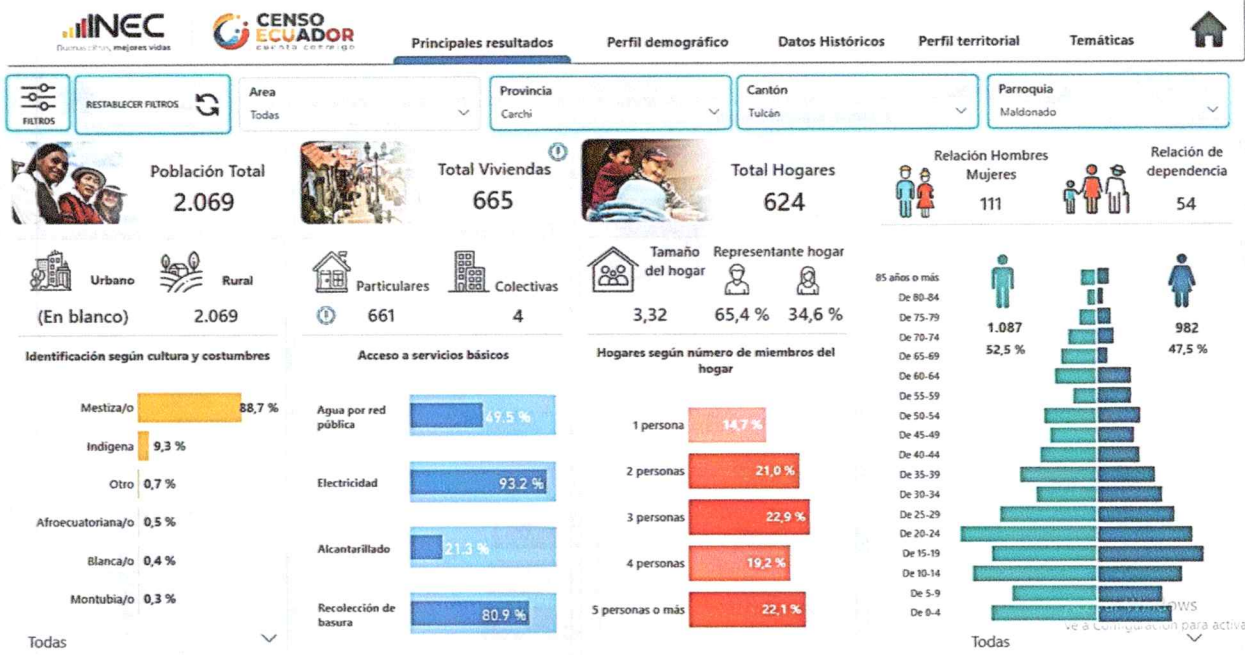 INEC
Buenas cifras, mejores vidas
CENSO
ECUADOR
cuenta conmigo
Principales resultados
Perfil demográfico
Datos Históricos
Perfil territorial
Temáticas
FILTROS
RESTABLECER FILTROS
Area
Todas
Provincia
Carchi
Cantón
Tulcán
Parroquia
Maldonado
Población Total
2.069
Total Viviendas
665
Total Hogares
624
Relación Hombres
Mujeres
111
Relación de
dependencia
54
Urbano
(En blanco)
Rural
2.069
Particulares
661
Colectivas
4
Tamaño
del hogar
3,32
Representante hogar
65,4 % 34,6 %
Identificación según cultura y costumbres
Mestiza/o 88,7 %
Indígena 9,3 %
Otro 0,7 %
Afroecuatoriana/o 0,5 %
Blanca/o 0,4 %
Montubia/o 0,3 %
Todas
Acceso a servicios básicos
Agua por red
pública
49.5 %
Electricidad 93.2 %
Alcantarillado 21.3 %
Recolección de
basura
80.9 %
Hogares según número de miembros del
hogar
1 persona 14,7 %
2 personas 21,0 %
3 personas 22,9 %
4 personas 19,2 %
5 personas o más 22,1 %
1.087
52,5 %
982
47,5 %
85 años o más
De 80-84
De 75-79
De 70-74
De 65-69
De 60-64
De 55-59
De 50-54
De 45-49
De 40-44
De 35-39
De 30-34
De 25-29
De 20-24
De 15-19
De 10-14
De 5-9
De 0-4
Todas
Ve a Configuración para activa